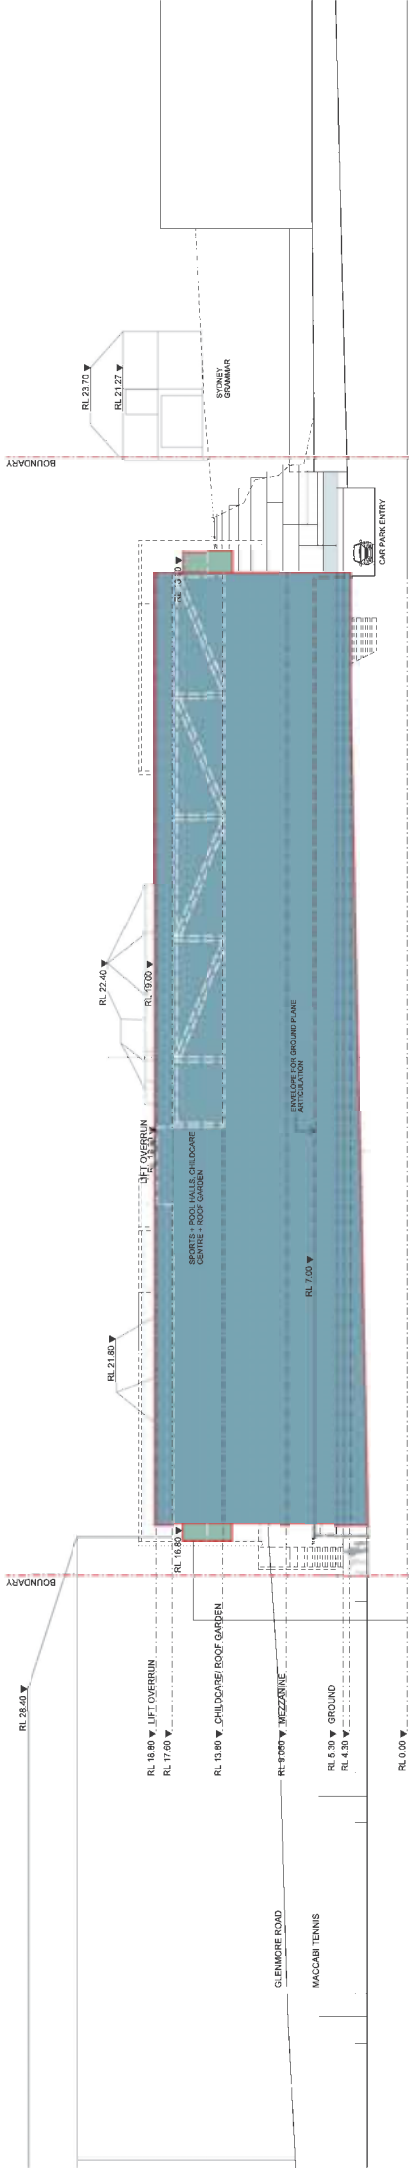 RL 28.40
BOUNDARY
RL 18.80 LIFT OVERRUN
RL 17.60
CHILDCARE/ ROOF GARDEN
RL 13.80
RL 9.050 MEZZANINE
RL 5.30 GROUND
RL 4.30
RL 0.00
GLENMORE ROAD
MACCABI TENNIS
RL 16.80
RL 21.80
LIFT OVERRUN
SPORTS + POOL HALLS, CHILDCARE
CENTRE + ROOF GARDEN
RL 7.00
ENVELOPE FOR GROUND PLANE
ARTICULATION
RL 22.40
RL 19.00
CAR PARK ENTRY
BOUNDARY
RL 23.70
RL 21.27
SYDNEY
GRAMMAR